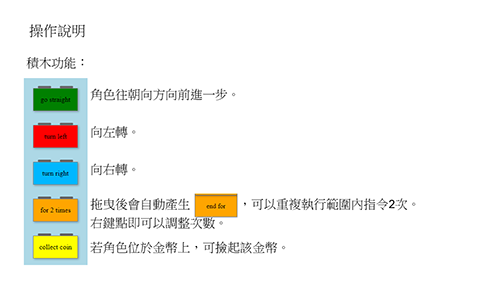 操作說明
積木功能：
go straight 角色往朝向方向前進一步。
turn left 向左轉。
turn right 向右轉。
for 2 times 拖曳後會自動產生 end for ，可以重複執行範圍內指令2次。
右鍵點即可以調整次數。
collect coin 若角色位於金幣上，可撿起該金幣。